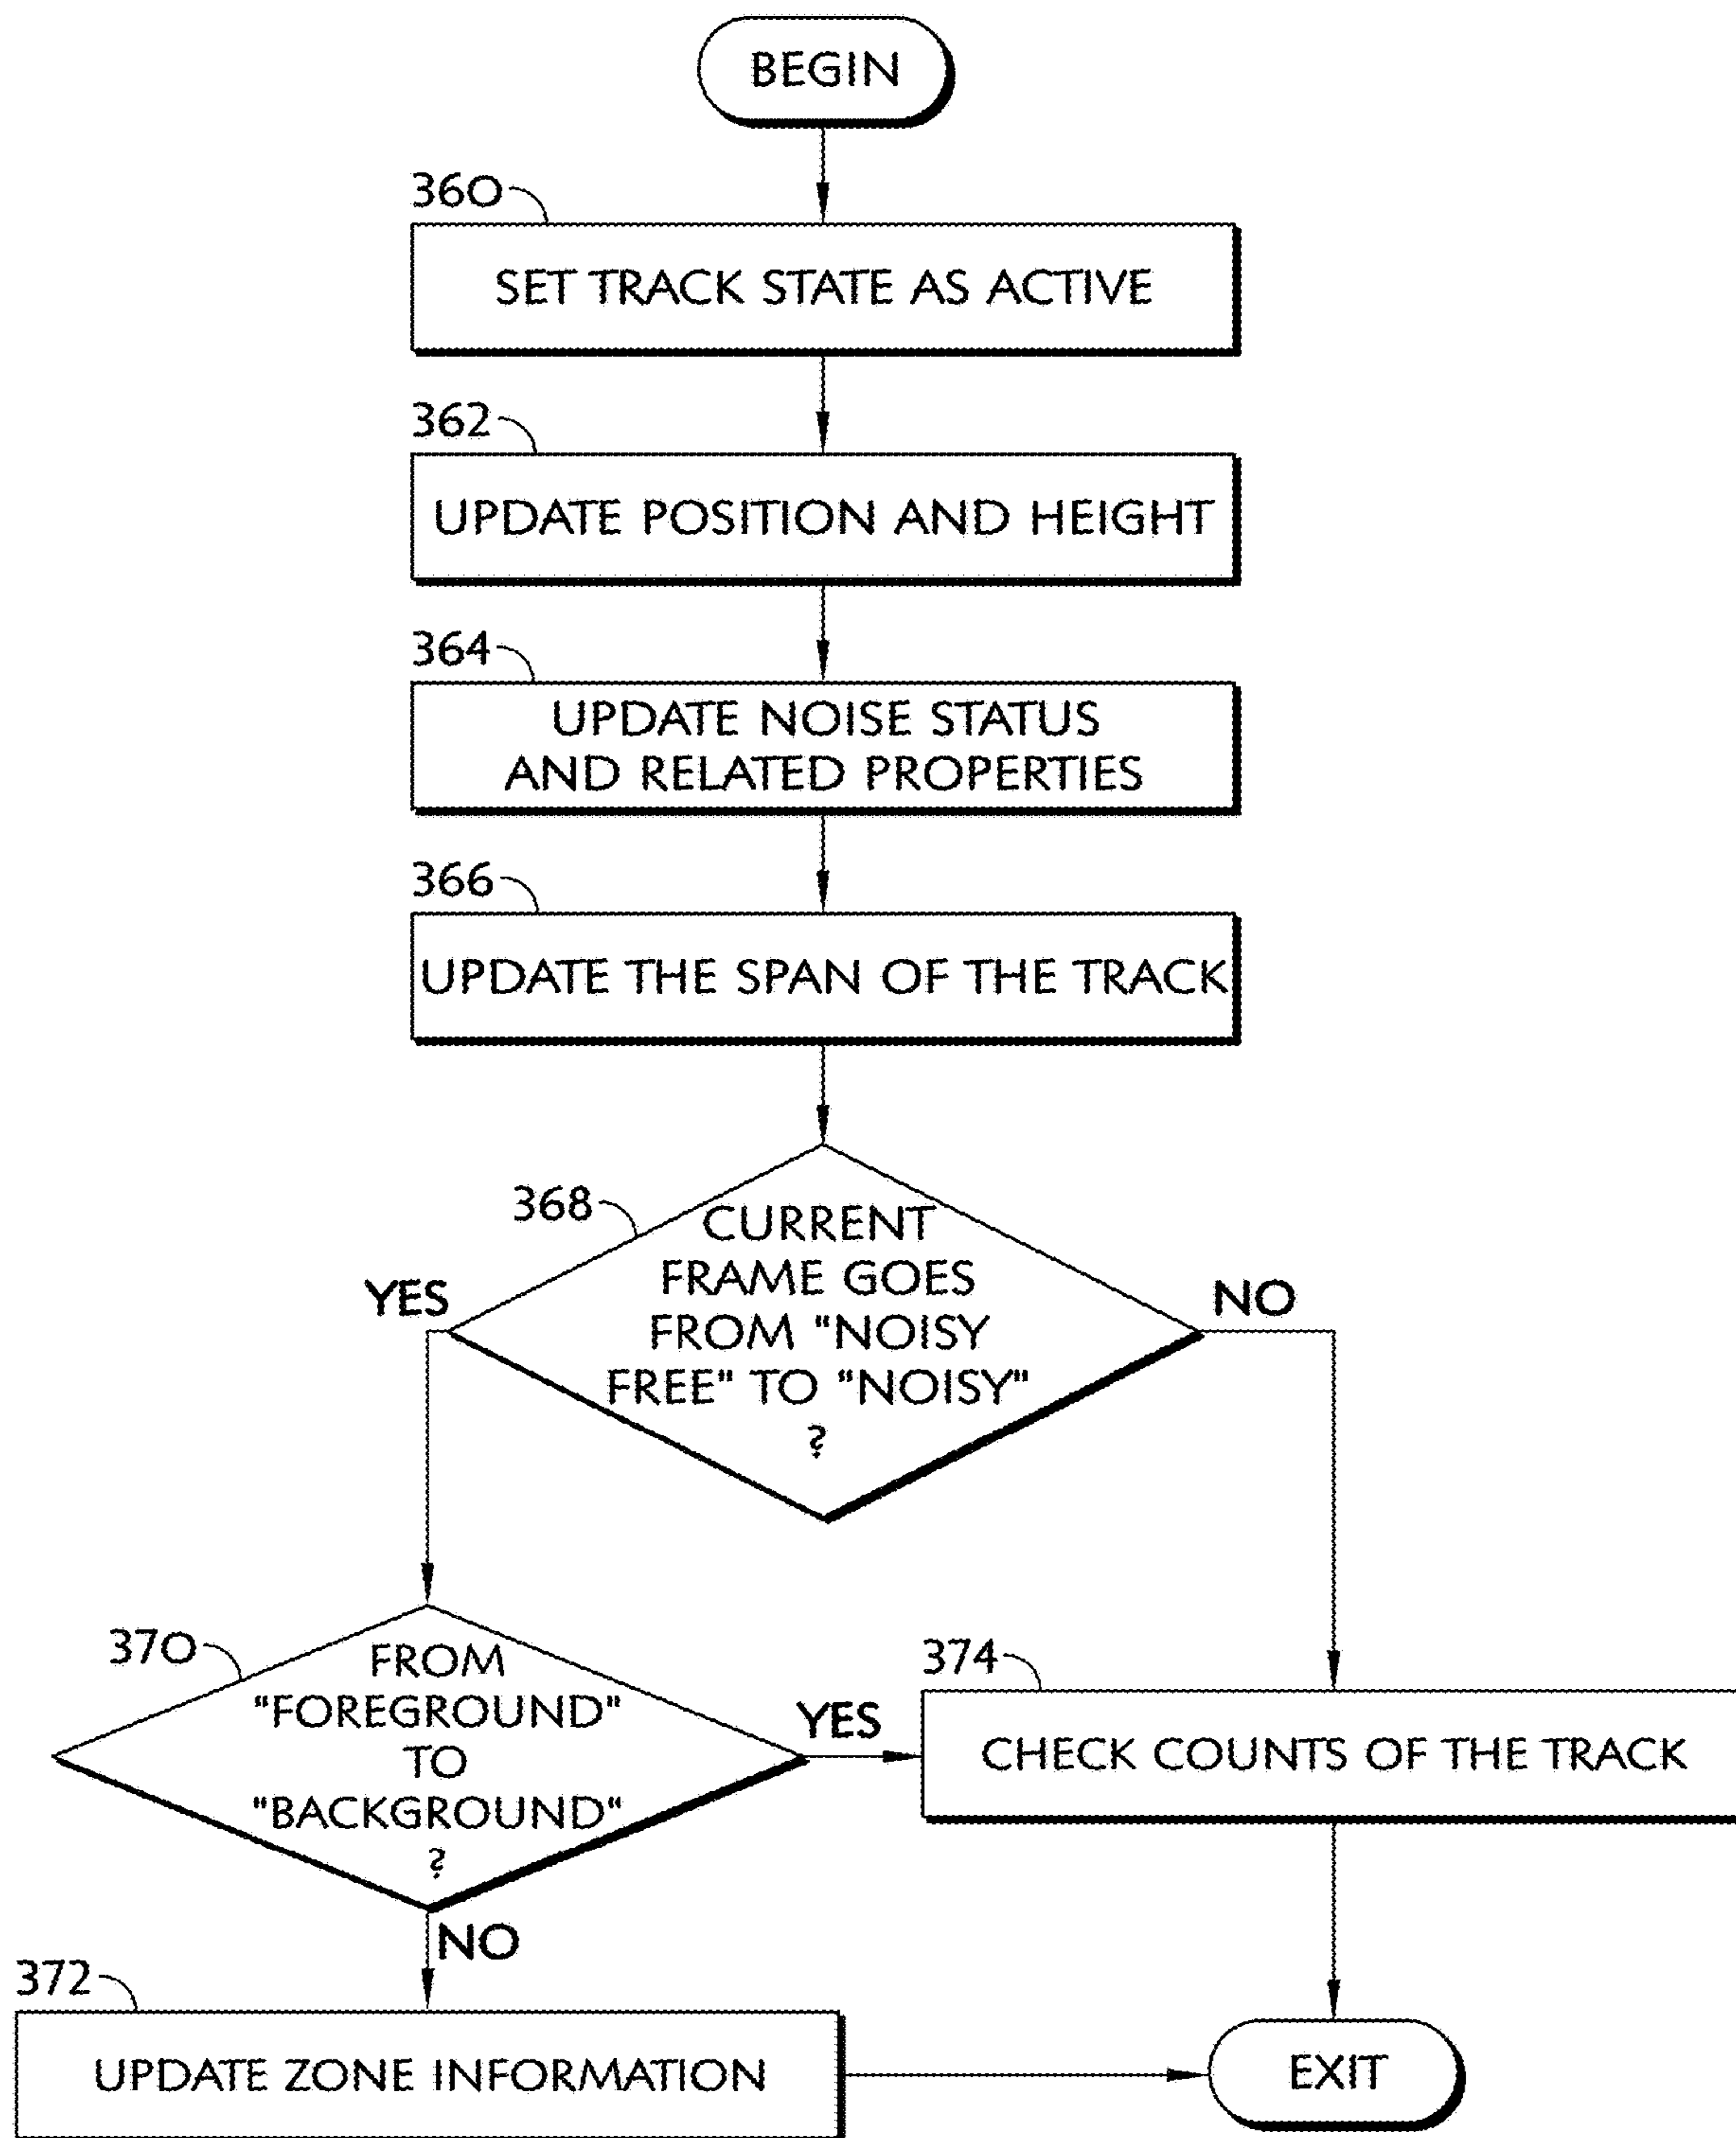 BEGIN
360
SET TRACK STATE AS ACTIVE
362
UPDATE POSITION AND HEIGHT
364
UPDATE NOISE STATUS
AND RELATED PROPERTIES
366
UPDATE THE SPAN OF THE TRACK
368
CURRENT
FRAME GOES
FROM "NOISY
FREE" TO "NOISY"
?
YES
NO
370
FROM
"FOREGROUND"
TO
"BACKGROUND"
?
YES
374
CHECK COUNTS OF THE TRACK
NO
372
UPDATE ZONE INFORMATION
EXIT